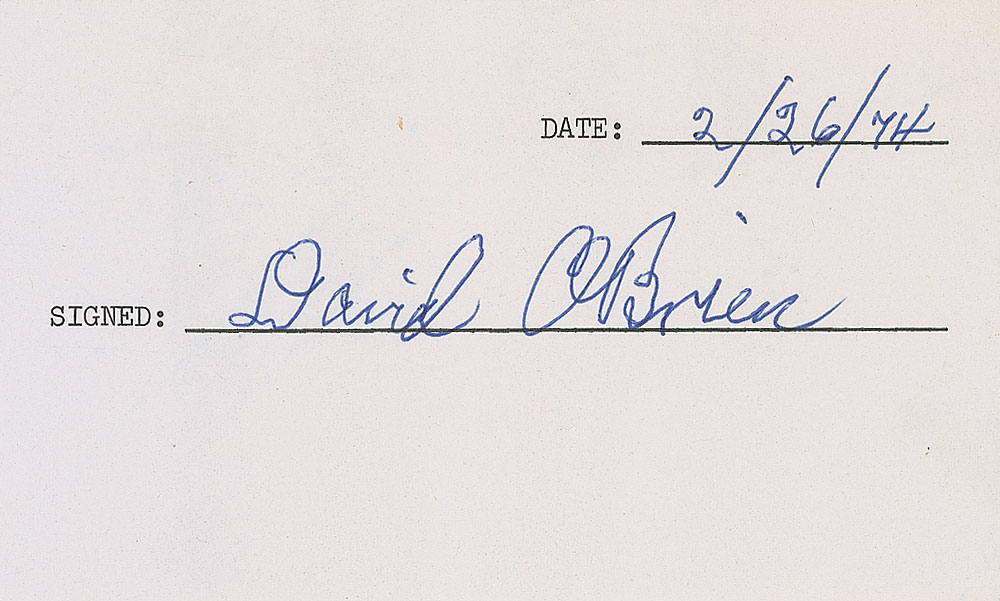 DATE: 2/26/74
SIGNED: David O'Brien